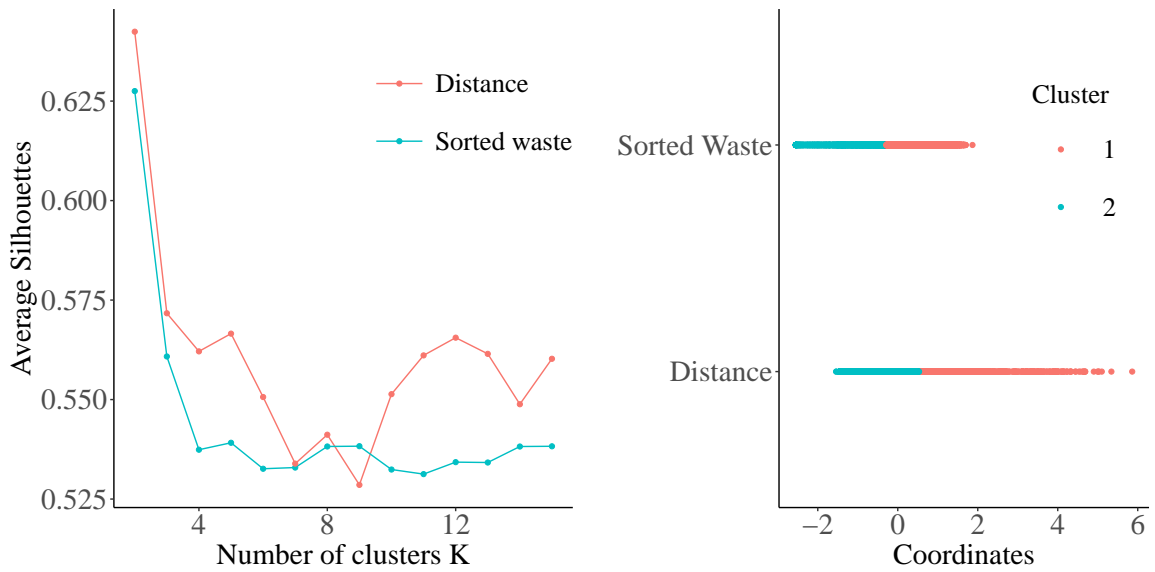 Average Silhouettes
0.625
0.600
0.575
0.550
0.525
4
8
12
Number of clusters K
Distance
Sorted waste
Sorted Waste
Distance
−2
0
2
4
6
Coordinates
Cluster
1
2